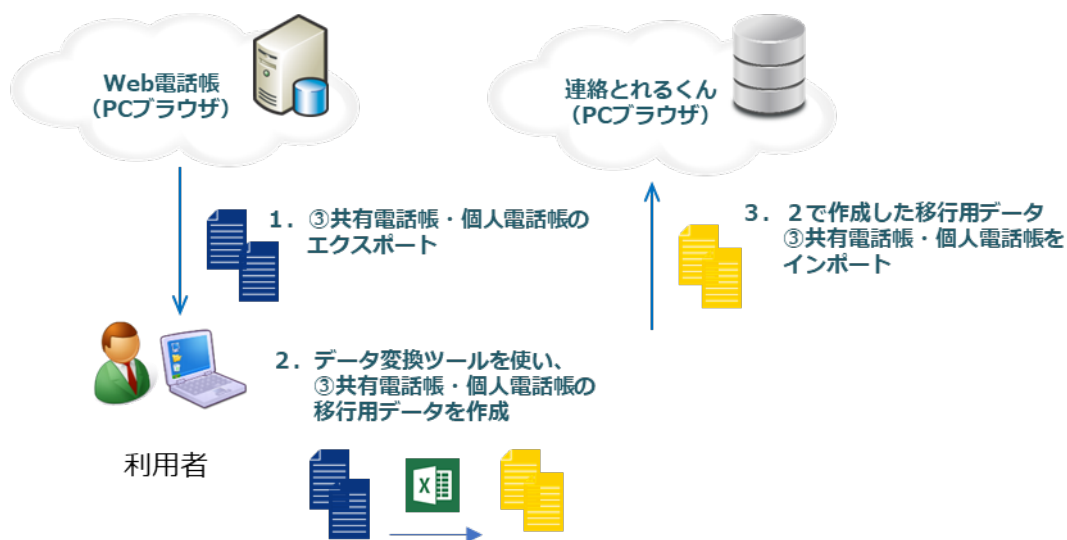 Web電話帳
（PCブラウザ）
連絡とれるくん
（PCブラウザ）
１．③共有電話帳・個人電話帳の
エクスポート
３．２で作成した移行用データ
③共有電話帳・個人電話帳を
インポート
２．データ変換ツールを使い、
③共有電話帳・個人電話帳の
移行用データを作成
利用者
X